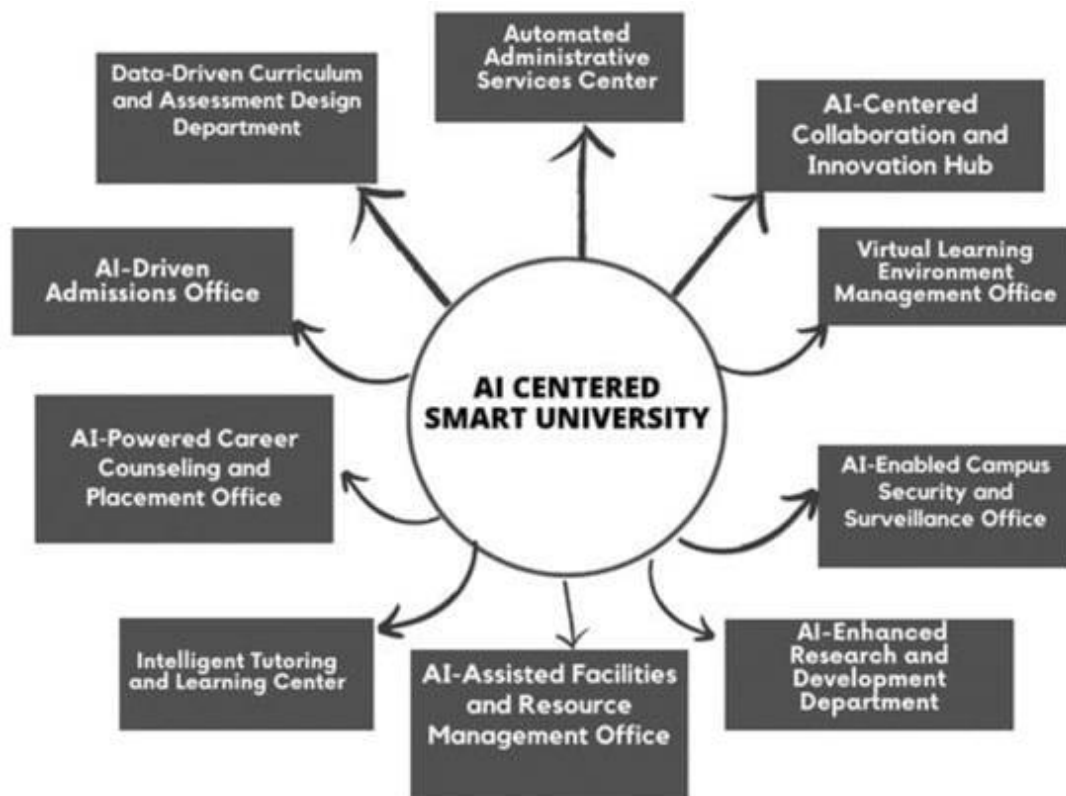 Automated
Administrative
Services Center
Data-Driven Curriculum
and Assessment Design
Department
AI-Centered
Collaboration and
Innovation Hub
AI-Driven
Admissions Office
Virtual Learning
Environment
Management Office
AI CENTERED
SMART UNIVERSITY
AI-Powered Career
Counseling and
Placement Office
AI-Enabled Campus
Security and
Surveillance Office
Intelligent Tutoring
and Learning Center
AI-Assisted Facilities
and Resource
Management Office
AI-Enhanced
Research and
Development
Department